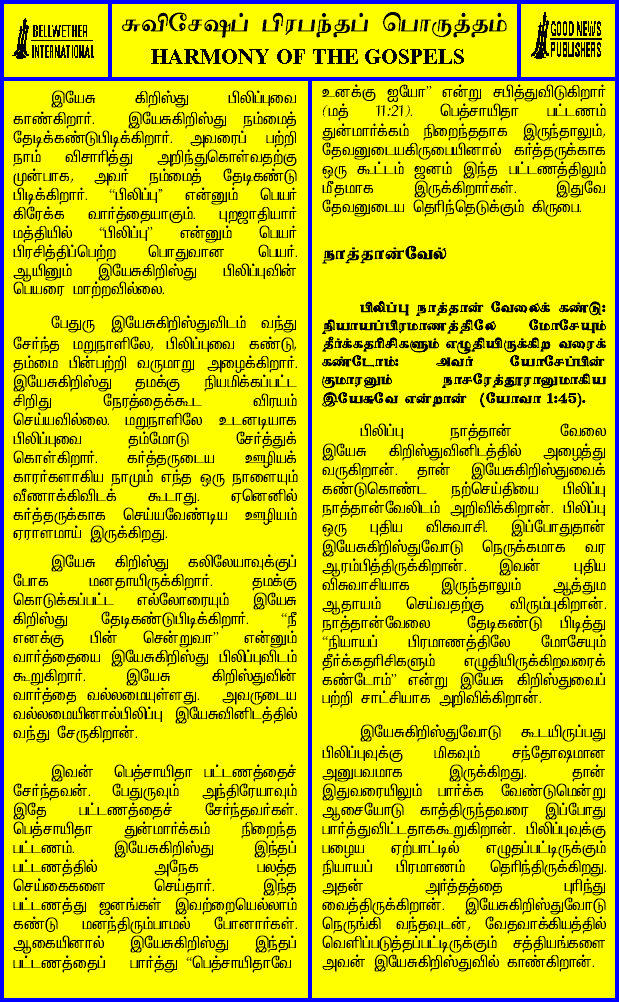 BELLWETHER
INTERNATIONAL
சுவிசேஷப் பிரபந்தப் பொருத்தம்
HARMONY OF THE GOSPELS
GOOD NEWS
PUBLISHERS
இயேசு கிறிஸ்து பிலிப்புவை
காண்கிறார். இயேசுகிறிஸ்து நம்மைத்
தேடிக்கண்டுபிடிக்கிறார். அவரைப் பற்றி
நாம் விசாரித்து அறிந்துகொள்வதற்கு
முன்பாக, அவர் நம்மைத் தேடிகண்டு
பிடிக்கிறார். “பிலிப்பு” என்னும் பெயர்
கிரேக்க வார்த்தையாகும். புறஜாதியார்
மத்தியில் “பிலிப்பு” என்னும் பெயர்
பிரசித்திப்பெற்ற பொதுவான பெயர்.
ஆயினும் இயேசுகிறிஸ்து பிலிப்புவின்
பெயரை மாற்றவில்லை.
பேதுரு இயேசுகிறிஸ்துவிடம் வந்து
சேர்ந்த மறுநாளிலே, பிலிப்புவை கண்டு,
தம்மை பின்பற்றி வருமாறு அழைக்கிறார்.
இயேசுகிறிஸ்து தமக்கு நியமிக்கப்பட்ட
சிறிது நேரத்தைக்கூட விரயம்
செய்யவில்லை. மறுநாளிலே உடனடியாக
பிலிப்புவை தம்மோடு சேர்த்துக்
கொள்கிறார். கர்த்தருடைய ஊழியக்
காரர்களாகிய நாமும் எந்த ஒரு நாளையும்
வீணாக்கிவிடக் கூடாது. ஏனெனில்
கர்த்தருக்காக செய்யவேண்டிய ஊழியம்
ஏராளமாய் இருக்கிறது.
இயேசு கிறிஸ்து கலிலேயாவுக்குப்
போக மனதாயிருக்கிறார். தமக்கு
கொடுக்கப்பட்ட எல்லோரையும் இயேசு
கிறிஸ்து தேடிகண்டுபிடிக்கிறார். “நீ
எனக்கு பின் சென்றுவா” என்னும்
வார்த்தையை இயேசுகிறிஸ்து பிலிப்புவிடம்
கூறுகிறார். இயேசு கிறிஸ்துவின்
வார்த்தை வல்லமையுள்ளது. அவருடைய
வல்லமையினால்பிலிப்பு இயேசுவினிடத்தில்
வந்து சேருகிறான்.
இவன் பெத்சாயிதா பட்டணத்தைச்
சேர்ந்தவன். பேதுருவும் அந்திரேயாவும்
இதே பட்டணத்தைச் சேர்ந்தவர்கள்.
பெத்சாயிதா துன்மார்க்கம் நிறைந்த
பட்டணம். இயேசுகிறிஸ்து இந்தப்
பட்டணத்தில் அநேக பலத்த
செய்கைகளை செய்தார். இந்த
பட்டணத்து ஜனங்கள் இவற்றையெல்லாம்
கண்டு மனந்திரும்பாமல் போனார்கள்.
ஆகையினால் இயேசுகிறிஸ்து இந்தப்
பட்டணத்தைப் பார்த்து “பெத்சாயிதாவே
உனக்கு ஐயோ” என்று சபித்துவிடுகிறார்
(மத் 11:21). பெத்சாயிதா பட்டணம்
துன்மார்க்கம் நிறைந்ததாக இருந்தாலும்,
தேவனுடையகிருபையினால் கர்த்தருக்காக
ஒரு கூட்டம் ஜனம் இந்த பட்டணத்திலும்
மீதமாக இருக்கிறார்கள். இதுவே
தேவனுடைய தெரிந்தெடுக்கும் கிருபை.
நாத்தான்வேல்
பிலிப்பு நாத்தான் வேலைக் கண்டு:
நியாயப்பிரமாணத்திலே மோசேயும்
தீர்க்கதரிசிகளும் எழுதியிருக்கிற வரைக்
கண்டோம்: அவர் யோசேப்பின்
குமாரனும் நாசரேத்தூரானுமாகிய
இயேசுவே என்றான் (யோவா 1:45).
பிலிப்பு நாத்தான் வேலை
இயேசு கிறிஸ்துவினிடத்தில் அழைத்து
வருகிறான். தான் இயேசுகிறிஸ்துவைக்
கண்டுகொண்ட நற்செய்தியை பிலிப்பு
நாத்தான்வேலிடம் அறிவிக்கிறான். பிலிப்பு
ஒரு புதிய விசுவாசி. இப்போதுதான்
இயேசுகிறிஸ்துவோடு நெருக்கமாக வர
ஆரம்பித்திருக்கிறான். இவன் புதிய
விசுவாசியாக இருந்தாலும் ஆத்தும
ஆதாயம் செய்வதற்கு விரும்புகிறான்.
நாத்தான்வேலை தேடிகண்டு பிடித்து
“நியாயப் பிரமாணத்திலே மோசேயும்
தீர்க்கதரிசிகளும் எழுதியிருக்கிறவரைக்
கண்டோம்” என்று இயேசு கிறிஸ்துவைப்
பற்றி சாட்சியாக அறிவிக்கிறான்.
இயேசுகிறிஸ்துவோடு கூடயிருப்பது
பிலிப்புவுக்கு மிகவும் சந்தோஷமான
அனுபவமாக இருக்கிறது. தான்
இதுவரையிலும் பார்க்க வேண்டுமென்று
ஆசையோடு காத்திருந்தவரை இப்போது
பார்த்துவிட்டதாககூறுகிறான். பிலிப்புவுக்கு
பழைய ஏற்பாட்டில் எழுதப்பட்டிருக்கும்
நியாயப் பிரமாணம் தெரிந்திருக்கிறது.
அதன் அர்த்தத்தை புரிந்து
வைத்திருக்கிறான். இயேசுகிறிஸ்துவோடு
நெருங்கி வந்தவுடன், வேதவாக்கியத்தில்
வெளிப்படுத்தப்பட்டிருக்கும் சத்தியங்களை
அவன் இயேசுகிறிஸ்துவில் காண்கிறான்.